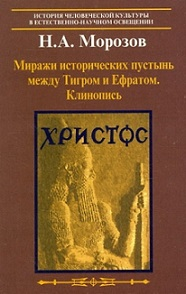 ИСТОРИЯ ЧЕЛОВЕЧЕСКОЙ КУЛЬТУРЫ
В ЕСТЕСТВЕННО-НАУЧНОМ ОСВЕЩЕНИИ
Н.А. Морозов
Миражи исторических пустынь
между Тигром и Ефратом.
Клинопись
ХРИСТОС